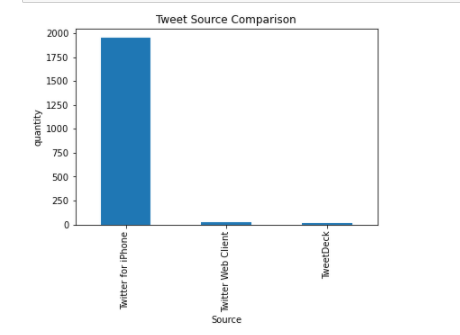 Tweet Source Comparison
2000
1750
1500
1250
1000
750
500
250
0
quantity
Twitter for iPhone
Twitter Web Client
TweetDeck
Source